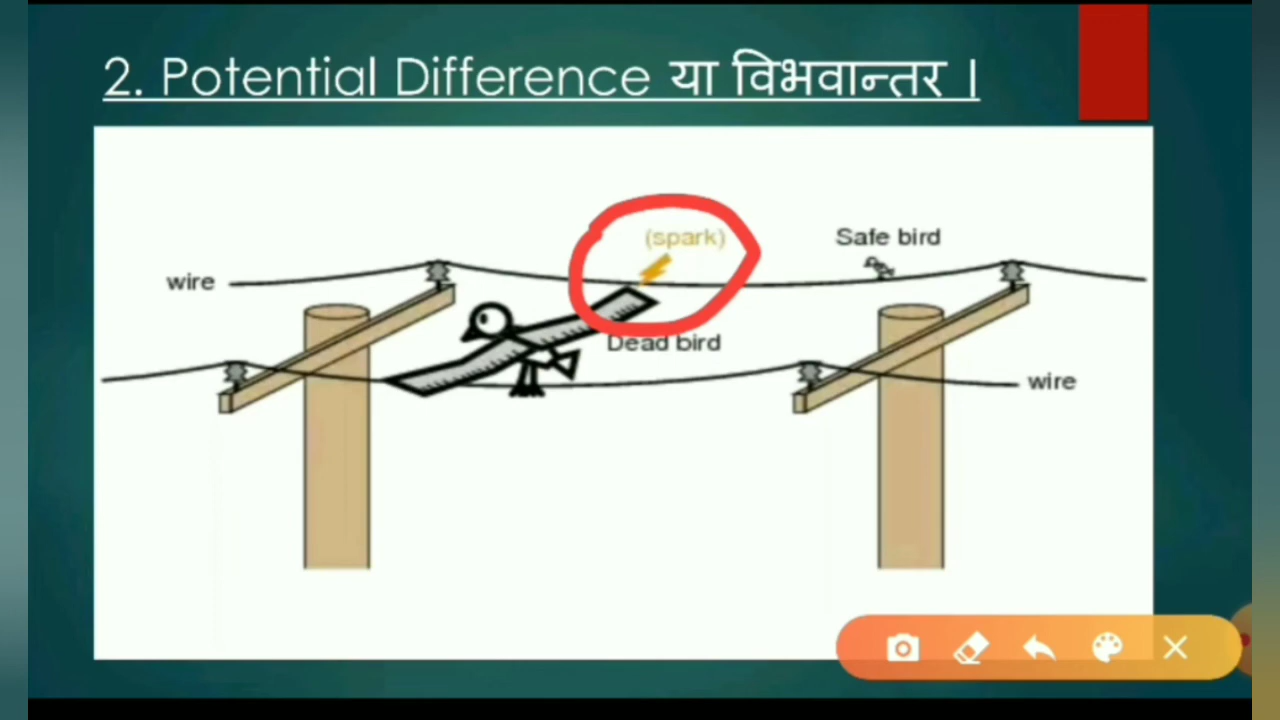 2. Potential Difference या विभवान्तर ।
(spark)
Safe bird
wire
Dead bird
wire